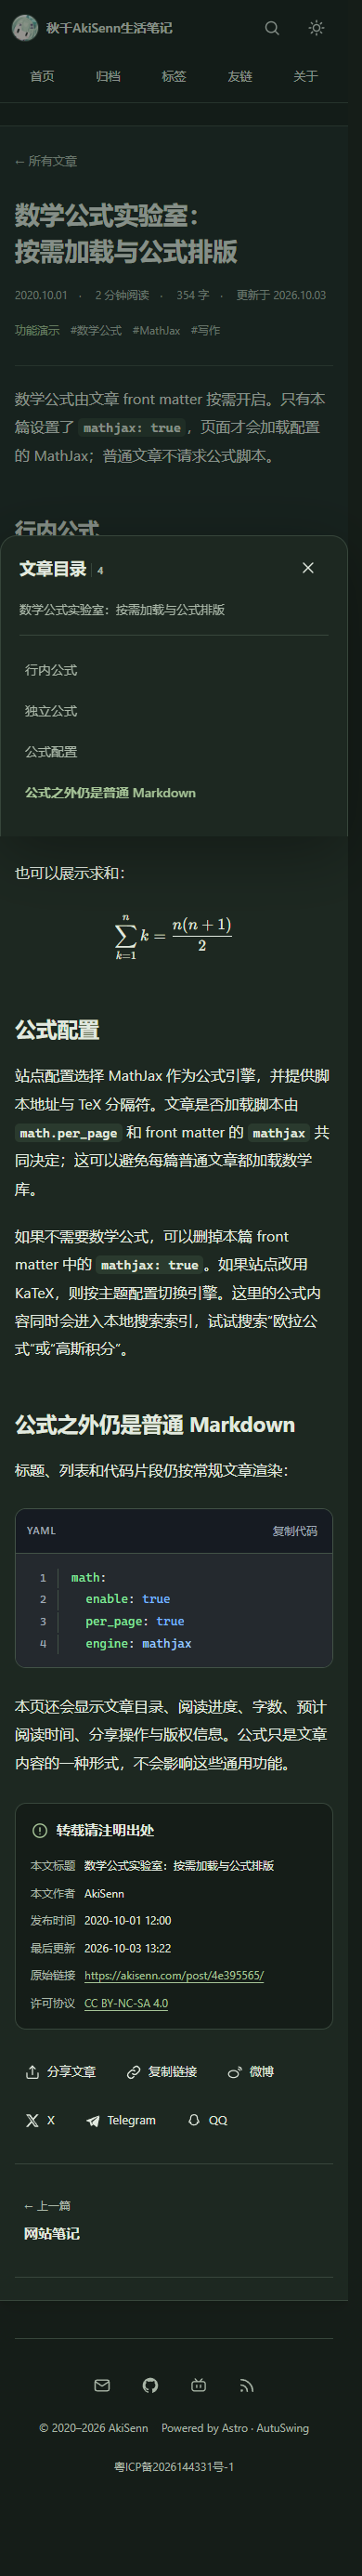 秋千AkiSenn生活笔记
首页 归档 标签 友链 关于
← 所有文章
数学公式实验室：
按需加载与公式排版
2020.10.01 · 2 分钟阅读 · 354 字 · 更新于 2026.10.03
功能演示 #数学公式 #MathJax #写作
数学公式由文章 front matter 按需开启。只有本
篇设置了 mathjax: true，页面才会加载配置
的 MathJax；普通文章不请求公式脚本。
行内公式
文章目录 4
数学公式实验室：按需加载与公式排版
行内公式
独立公式
公式配置
公式之外仍是普通 Markdown
也可以展示求和：
\sum_{k=1}^{n} k = \frac{n(n+1)}{2}
公式配置
站点配置选择 MathJax 作为公式引擎，并提供脚
本地址与 TeX 分隔符。文章是否加载脚本由
math.per_page 和 front matter 的 mathjax 共
同决定；这可以避免每篇普通文章都加载数学
库。
如果不需要数学公式，可以删掉本篇 front
matter 中的 mathjax: true。如果站点改用
KaTeX，则按主题配置切换引擎。这里的公式内
容同时会进入本地搜索索引，试试搜索“欧拉公
式”或“高斯积分”。
公式之外仍是普通 Markdown
标题、列表和代码片段仍按常规文章渲染：
YAML 复制代码
1 math:
2 enable: true
3 per_page: true
4 engine: mathjax
本页还会显示文章目录、阅读进度、字数、预计
阅读时间、分享操作与版权信息。公式只是文章
内容的一种形式，不会影响这些通用功能。
转载请注明出处
本文标题 数学公式实验室：按需加载与公式排版
本文作者 AkiSenn
发布时间 2020-10-01 12:00
最后更新 2026-10-03 13:22
原始链接 https://akisenn.com/post/4e395565/
许可协议 CC BY-NC-SA 4.0
分享文章 复制链接 微博
X Telegram QQ
← 上一篇
网站笔记
© 2020–2026 AkiSenn Powered by Astro · AutuSwing
粤ICP备2026144331号-1